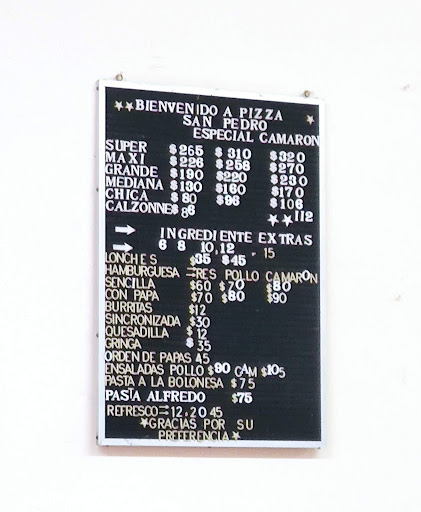 ★★BIENVENIDO A PIZZA ★
SAN PEDRO
ESPECIAL CAMARON
SUPER $265 $310 $320
MAXI $226 $258 $270
GRANDE $190 $220 $230
MEDIANA $130 $160 $170
CHICA $80 $96 $106
CALZONNE $86 ★★112
➞ INGREDIENTE EXTRAS
➞ 6 8 10,12 - 15
LONCHES $35 $45
HAMBURGUESA =RES POLLO CAMARON
SENCILLA $60 $70 $80
CON PAPA $70 $80 $90
BURRITAS $12
SINCRONIZADA $30
QUESADILLA $12
GRINGA $35
ORDEN DE PAPAS 45
ENSALADAS POLLO $90 CAM $105
PASTA A LA BOLONESA $75
PASTA ALFREDO $75
REFRESCO=12,20 45
★GRACIAS POR SU
PREFERENCIA★